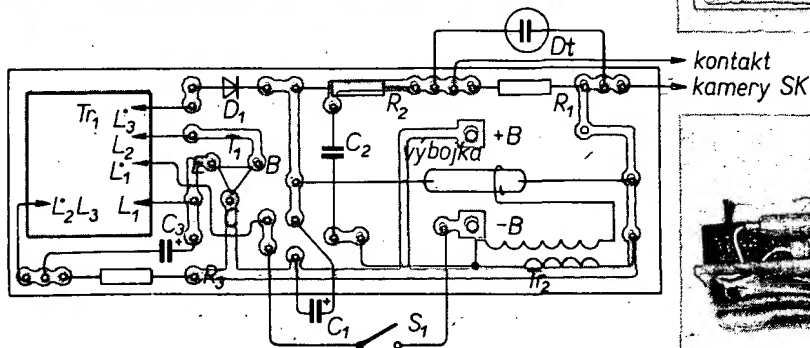 Dt
kontakt
kamery SK
D₁
R₂
R₁
Tr₁
L₃
L₂
L₁
L₂ L₃
L₁
T₁
E
B
C
C₂
výbojka
+B
-B
C₃
+
R₃
C₁
+
S₁
Tr₂